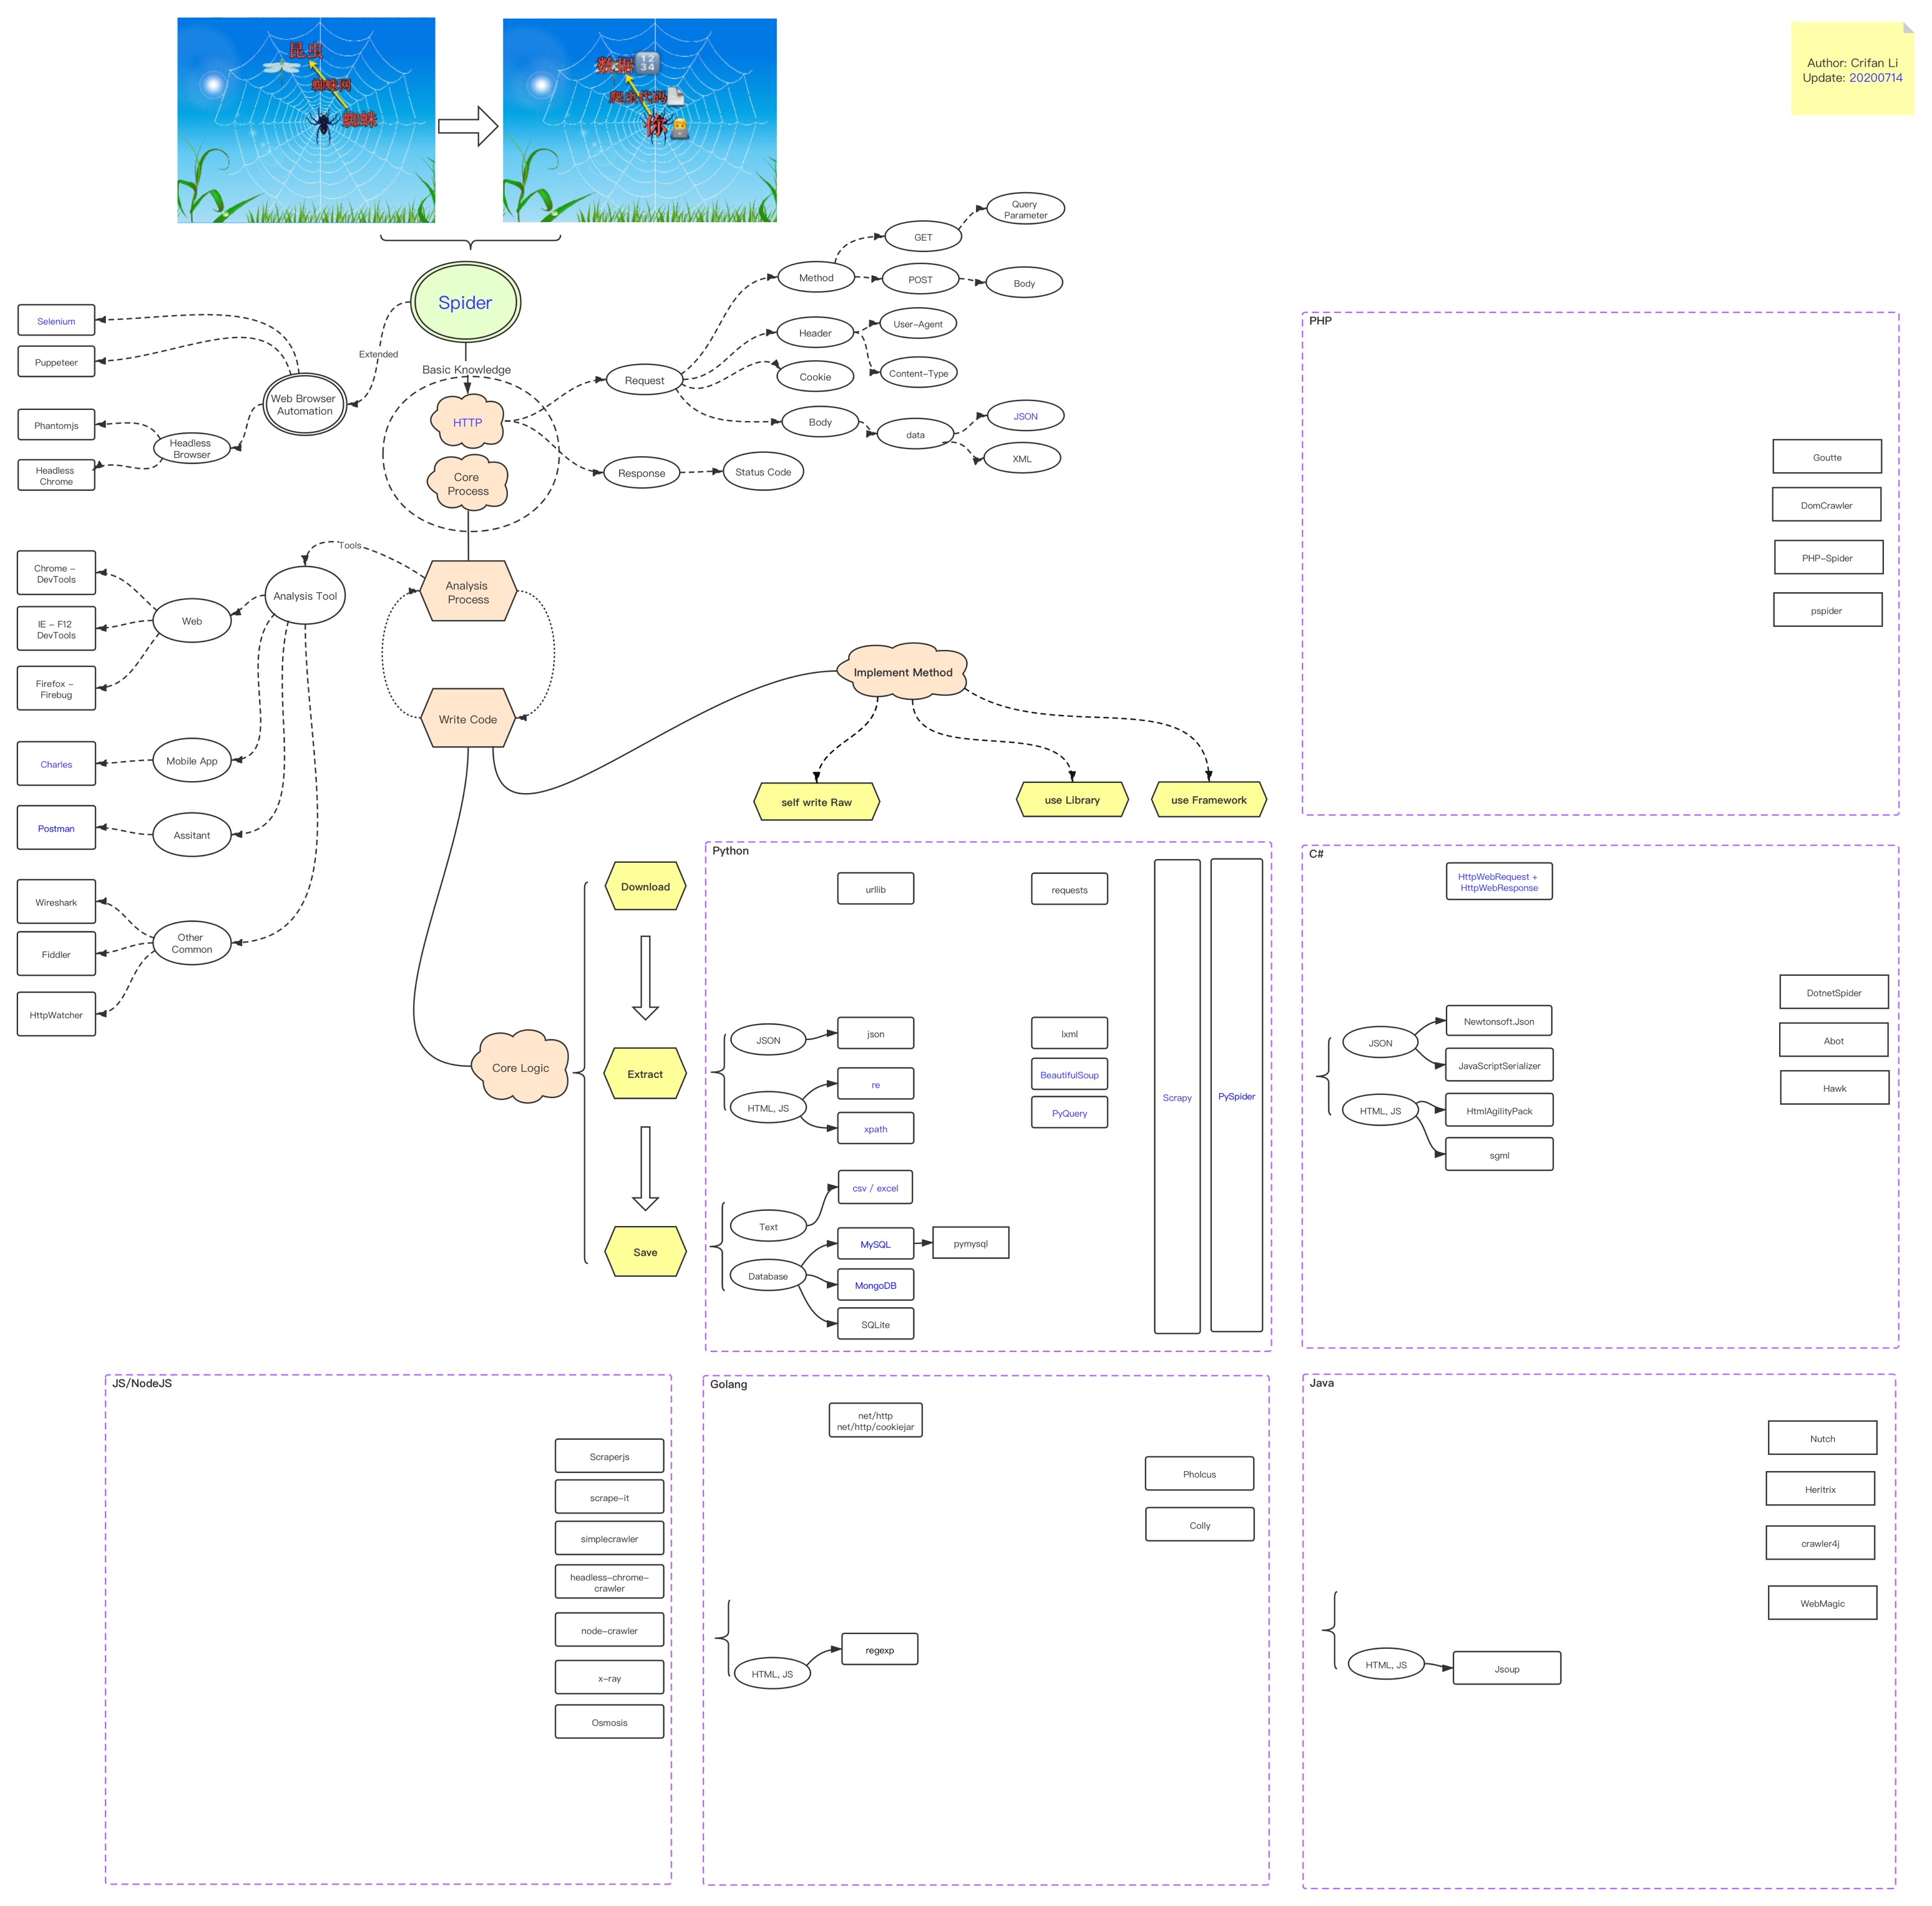 昆虫
蜘蛛网
蜘蛛
数据
12
34
爬虫代码
你
Author: Crifan Li
Update: 20200714
Spider
Extended
Basic Knowledge
HTTP
Core
Process
Selenium
Puppeteer
Web Browser
Automation
Phantomjs
Headless
Browser
Headless
Chrome
Request
Method
GET
Query
Parameter
POST
Body
Header
User-Agent
Content-Type
Cookie
Body
data
JSON
XML
Response
Status Code
Tools
Analysis
Process
Analysis Tool
Chrome -
DevTools
Web
IE - F12
DevTools
Firefox -
Firebug
Mobile App
Charles
Assitant
Postman
Other
Common
Wireshark
Fiddler
HttpWatcher
Write Code
Implement Method
self write Raw
use Library
use Framework
Core Logic
Download
Extract
Save
Python
urllib
requests
JSON
json
HTML, JS
re
xpath
lxml
BeautifulSoup
PyQuery
Scrapy
PySpider
Text
csv / excel
Database
MySQL
pymysql
MongoDB
SQLite
PHP
Goutte
DomCrawler
PHP-Spider
pspider
C#
HttpWebRequest +
HttpWebResponse
JSON
Newtonsoft.Json
JavaScriptSerializer
HTML, JS
HtmlAgilityPack
sgml
DotnetSpider
Abot
Hawk
JS/NodeJS
Scraperjs
scrape-it
simplecrawler
headless-chrome-
crawler
node-crawler
x-ray
Osmosis
Golang
net/http
net/http/cookiejar
Pholcus
Colly
HTML, JS
regexp
Java
Nutch
Heritrix
crawler4j
WebMagic
HTML, JS
Jsoup